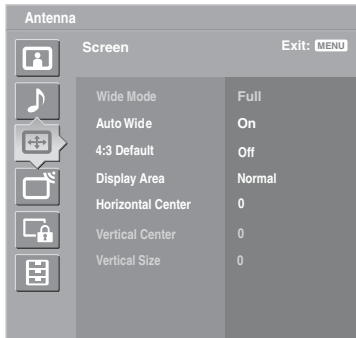 Antenna
Screen Exit: MENU
Wide Mode Full
Auto Wide On
4:3 Default Off
Display Area Normal
Horizontal Center 0
Vertical Center 0
Vertical Size 0